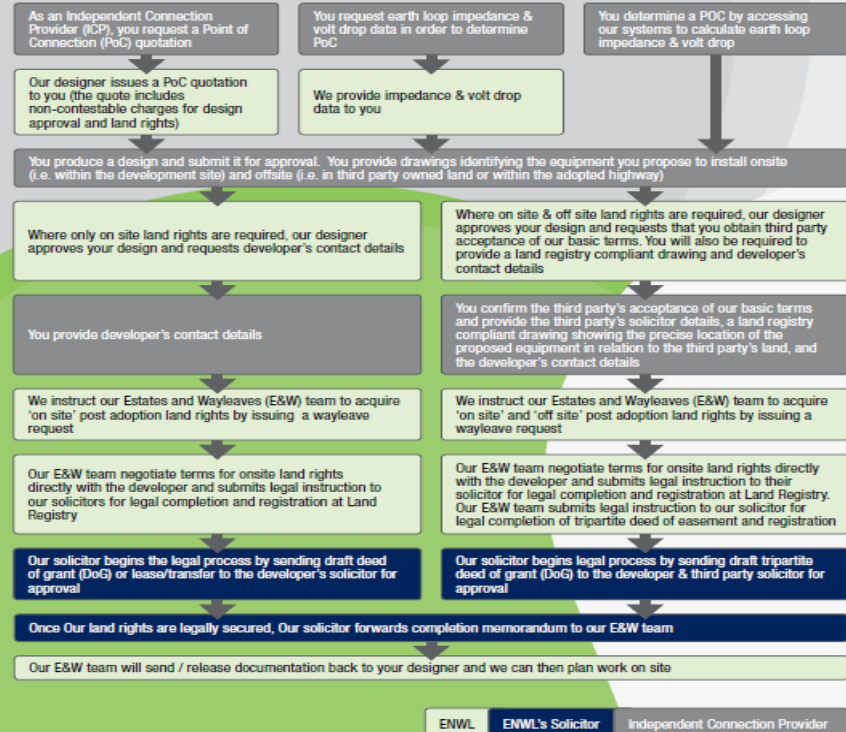 As an Independent Connection
Provider (ICP), you request a Point of
Connection (PoC) quotation
You request earth loop impedance &
volt drop data in order to determine
PoC
You determine a POC by accessing
our systems to calculate earth loop
impedance & volt drop
Our designer issues a PoC quotation
to you (the quote includes
non-contestable charges for design
approval and land rights)
We provide impedance & volt drop
data to you
You produce a design and submit it for approval. You provide drawings identifying the equipment you propose to install onsite
(i.e. within the development site) and offsite (i.e. in third party owned land or within the adopted highway)
Where only on site land rights are required, our designer
approves your design and requests developer's contact details
Where on site & off site land rights are required, our designer
approves your design and requests that you obtain third party
acceptance of our basic terms. You will also be required to
provide a land registry compliant drawing and developer's
contact details
You provide developer's contact details
You confirm the third party's acceptance of our basic terms
and provide the third party's solicitor details, a land registry
compliant drawing showing the precise location of the
proposed equipment in relation to the third party's land, and
the developer's contact details
We instruct our Estates and Wayleaves (E&W) team to acquire
'on site' post adoption land rights by issuing a wayleave
request
We instruct our Estates and Wayleaves (E&W) team to acquire
'on site' and 'off site' post adoption land rights by issuing a
wayleave request
Our E&W team negotiate terms for onsite land rights
directly with the developer and submits legal instruction to
our solicitors for legal completion and registration at Land
Registry
Our E&W team negotiate terms for onsite land rights directly
with the developer and submits legal instruction to their
solicitor for legal completion and registration at Land Registry.
Our E&W team submits legal instruction to our solicitor for
legal completion of tripartite deed of easement and registration
Our solicitor begins the legal process by sending draft deed
of grant (DoG) or lease/transfer to the developer's solicitor for
approval
Our solicitor begins legal process by sending draft tripartite
deed of grant (DoG) to the developer & third party solicitor for
approval
Once Our land rights are legally secured, Our solicitor forwards completion memorandum to our E&W team
Our E&W team will send / release documentation back to your designer and we can then plan work on site
ENWL
ENWL's Solicitor
Independent Connection Provider